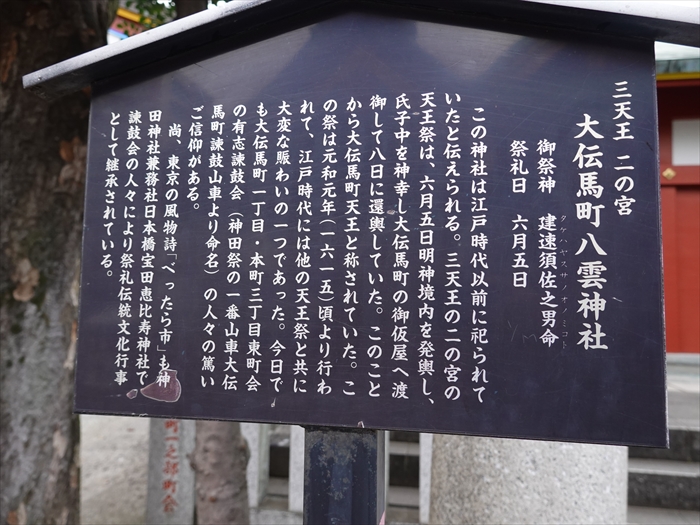 三天王 二の宮
大伝馬町八雲神社
御祭神 建速須佐之男命
タケハヤスサノオノミコト
祭礼日 六月五日
この神社は江戸時代以前に祀られて
いたと伝えられる。三天王の二の宮の
天王祭は、六月五日明神境内を発輿し、
氏子中を神幸し大伝馬町の御仮屋へ渡
御して八日に還輿していた。このこと
から大伝馬町天王と称されていた。こ
の祭は元和元年(一六一五)頃より行わ
れて、江戸時代には他の天王祭と共に
大変な賑わいの一つであった。今日で
も大伝馬町一丁目・本町三丁目東町会
の有志諫鼓会(神田祭の一番山車大伝
馬町諫鼓山車より命名)の人々の篤い
ご信仰がある。
尚、東京の風物詩「べったら市」も神
田神社兼務社日本橋宝田恵比寿神社で
諫鼓会の人々により祭礼伝統文化行事
として継承されている。
町一之部町会